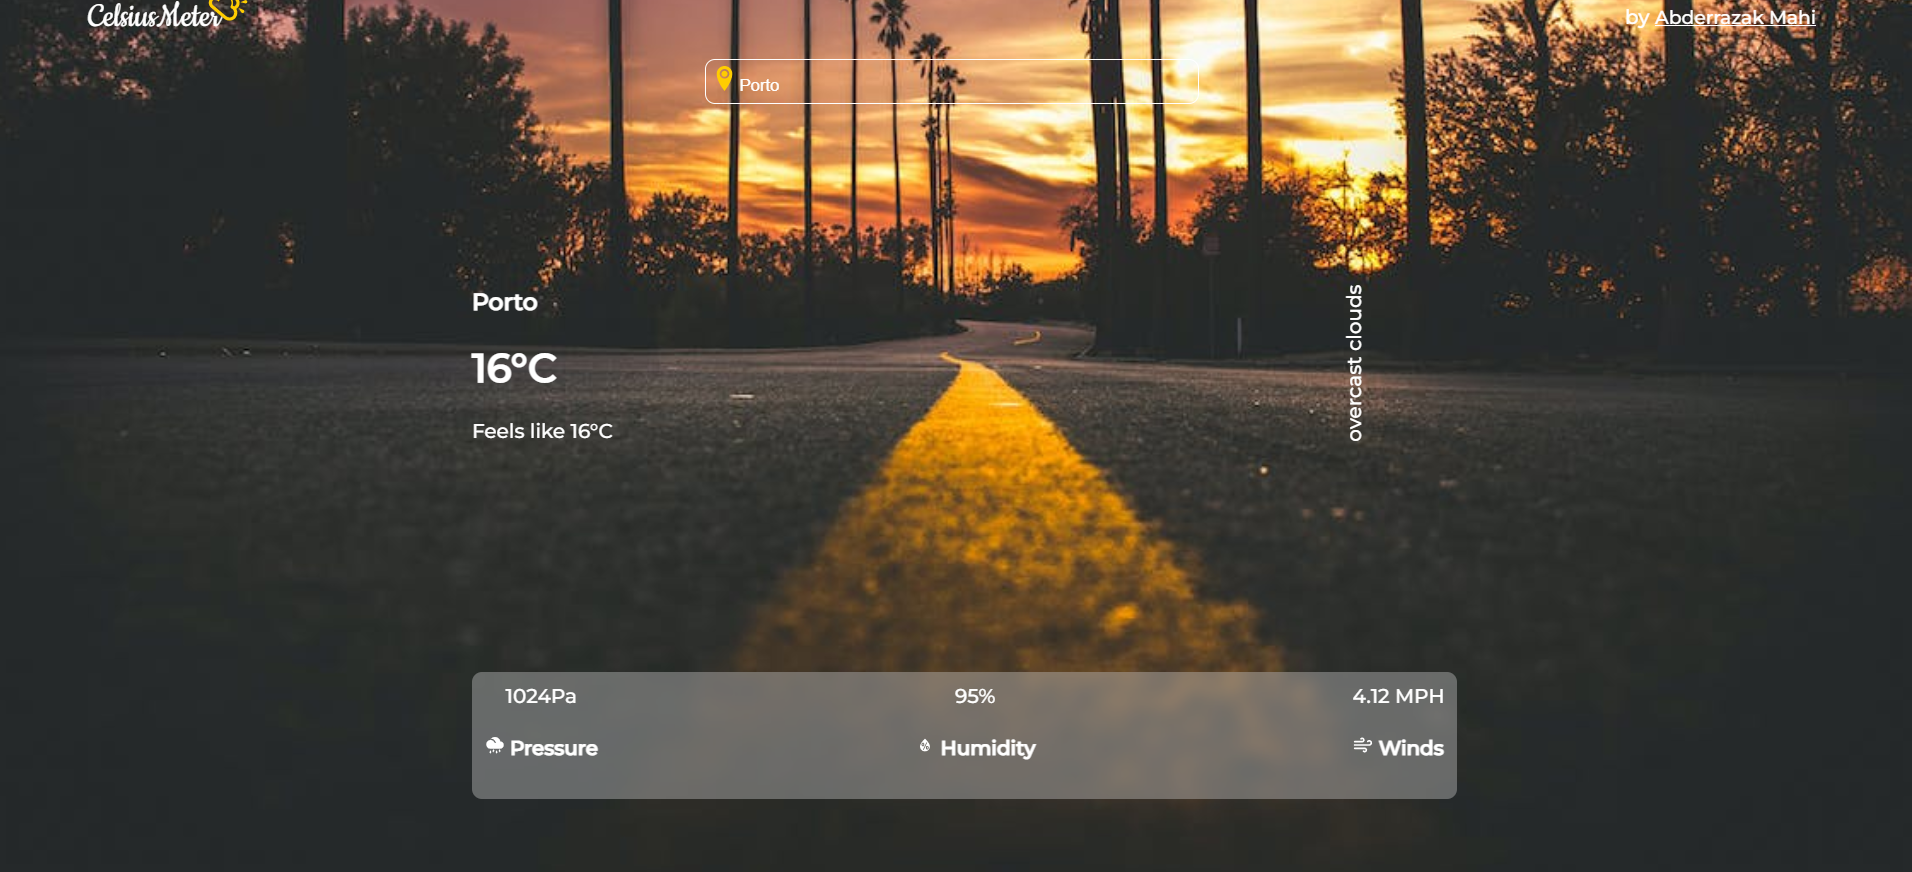 CelsiusMeter
by Abderrazak Mahi
Porto
Porto
16°C
Feels like 16°C
overcast clouds
1024Pa
95%
4.12 MPH
Pressure
Humidity
Winds